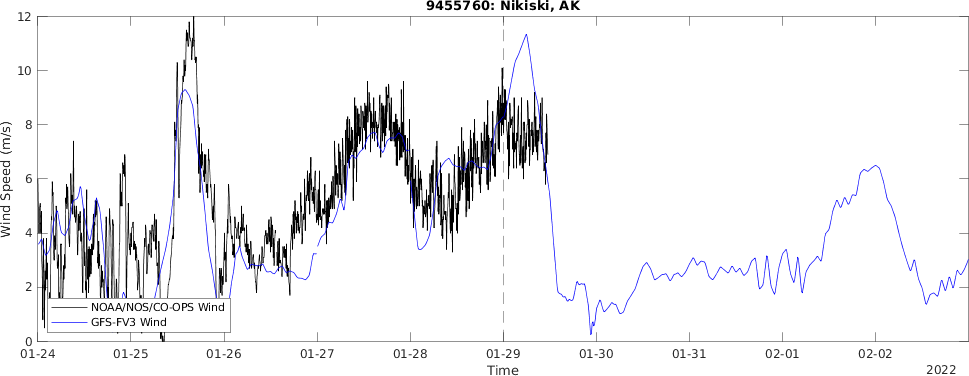 9455760: Nikiski, AK
Wind Speed (m/s)
12
10
8
6
4
2
0
NOAA/NOS/CO-OPS Wind
GFS-FV3 Wind
01-24 01-25 01-26 01-27 01-28 01-29 01-30 01-31 02-01 02-02
Time
2022